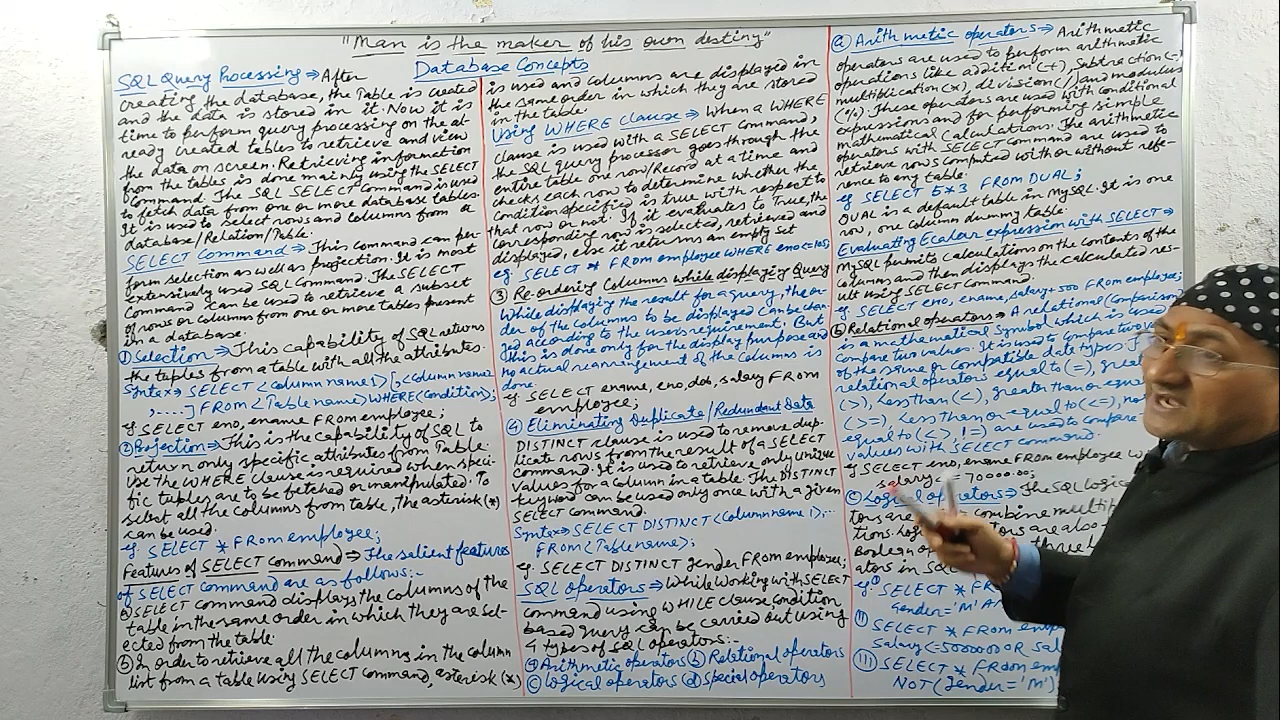 "Man is the maker of his own destiny"
Database Concepts
SQL Query Processing ⇒ After
creating the database, the Table is created
and the data is stored in it. Now it is
time to perform query processing on the al-
ready created tables to retrieve and view
the data on screen. Retrieving information
from the tables is done mainly using the SELECT
Command. The SQL SELECT Command is used
to fetch data from one or more database tables.
It is used to select rows and columns from a
database/Relation/Table.
SELECT Command ⇒ This command can per-
form selection as well as projection. It is most
extensively used SQL Command. The SELECT
Command can be used to retrieve a subset
of rows or columns from one or more tables present
in a database.
① Selection ⇒ This capability of SQL returns
the tuples from a table with all the attributes.
Syntax ⇒ SELECT <column name1> [,<column name2
,.....] FROM <Table name> WHERE <condition>;
eg SELECT eno, ename FROM employee;
② Projection ⇒ This is the capability of SQL to
return only specific attributes from Table.
Use the WHERE clause is required when speci-
fic tuples are to be fetched or manipulated. To
select all the columns from table, the asterisk (*)
can be used.
eg. SELECT * FROM employee;
Features of SELECT command ⇒ The salient features
of SELECT command are as follows:-
a) SELECT command displays the columns of the
table in the same order in which they are sel-
ected from the table.
b) In order to retrieve all the columns in the column
list from a table using SELECT command, asterisk (*)
is used and columns are displayed in
the same order in which they are stored
in the table.
Using WHERE clause ⇒ When a WHERE
clause is used with a SELECT command,
the SQL query processor goes through the
entire table one row/Record at a time and
checks each row to determine whether the
condition specified is true with respect to
that row or not. If it evaluates to True, the
corresponding row is selected, retrieved and
displayed, else it returns an empty set
eg. SELECT * FROM employee WHERE eno<=105;
③ Re-ordering Columns while displaying Query
While displaying the result for a query, the or-
der of the columns to be displayed can be chan-
ged according to the users requirement. But
this is done only for the display purpose and
no actual rearrangement of the columns is
done.
eg SELECT ename, eno, dob, salary FROM
employee;
④ Eliminating Duplicate/Redundant Data
DISTINCT clause is used to remove dup-
licate rows from the result of a SELECT
command. It is used to retrieve only unique
values for a column in a table. The DISTINCT
keyword can be used only once with a given
SELECT command.
Syntax ⇒ SELECT DISTINCT <Column name 1>,...
FROM <Table name>;
eg. SELECT DISTINCT gender FROM employee;
SQL operators ⇒ While working with SELECT
command using WHILE clause condition
based query can be carried out using
4 types of SQL operators:-
a) Arithmetic operators b) Relational operators
c) Logical operators d) Special operators
a) Arithmetic operators ⇒ Arithmetic
operators are used to perform arithmetic
operations like addition (+), subtraction (-)
multiplication (x), division (/) and modulus
(%). These operators are used with conditional
expressions and for performing simple
mathematical calculations. The arithmetic
operators with SELECT command are used to
retrieve rows computed with or without refe-
rence to any table.
eg SELECT 5*3 FROM DUAL;
DUAL is a default table in MySQL. It is one
row, one column dummy table.
Evaluating Ecalar expression with SELECT ⇒
MySQL permits calculations on the contents of the
columns and then displays the calculated res-
ult using SELECT Command.
eg. SELECT eno, ename, salary+500 FROM employee;
b) Relational operators ⇒ A relational (comparison)
is a mathematical symbol which is used
compare two values. It is used to compare two va
of the same or compatible date types.
relational operators equal to (=), grea
(>), Less than (<), greater than or equ
(>=), Less than or equal to (<=), not
equal to (<>, !=) are used to compare
values with SELECT command.
eg SELECT eno, ename FROM employee W
salary = 70000.00;
c) Logical operators ⇒ The SQL logica
tors are combine multip
tions. Log ors are also
Boolean o three
ators in SQL
eg. ① SELECT * FRO
Gender='M' A
② SELECT * FROM emp
Salary<=50000.00 OR sal
③ SELECT * FROM em
NOT (gender='M')